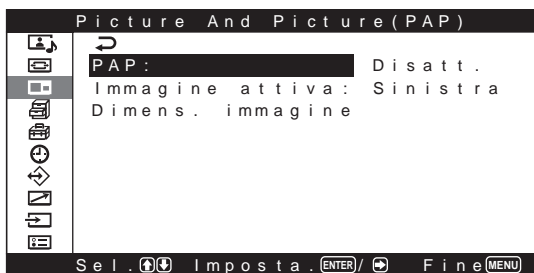 Picture And Picture(PAP)
PAP: Disatt.
Immagine attiva: Sinistra
Dimens. immagine
Sel. Imposta. ENTER / Fine MENU